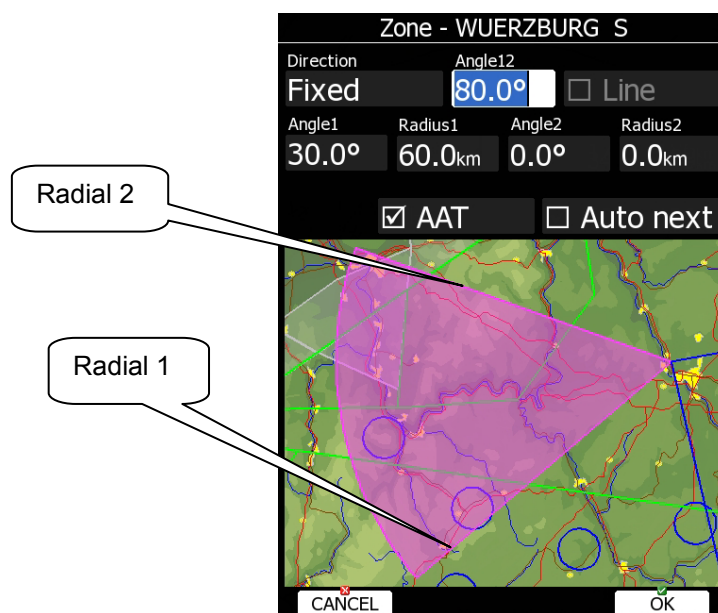 Zone - WUERZBURG S
Direction Angle12
Fixed 80.0° Line
Angle1 Radius1 Angle2 Radius2
30.0° 60.0km 0.0° 0.0km
Radial 2
AAT Auto next
Radial 1
CANCEL OK